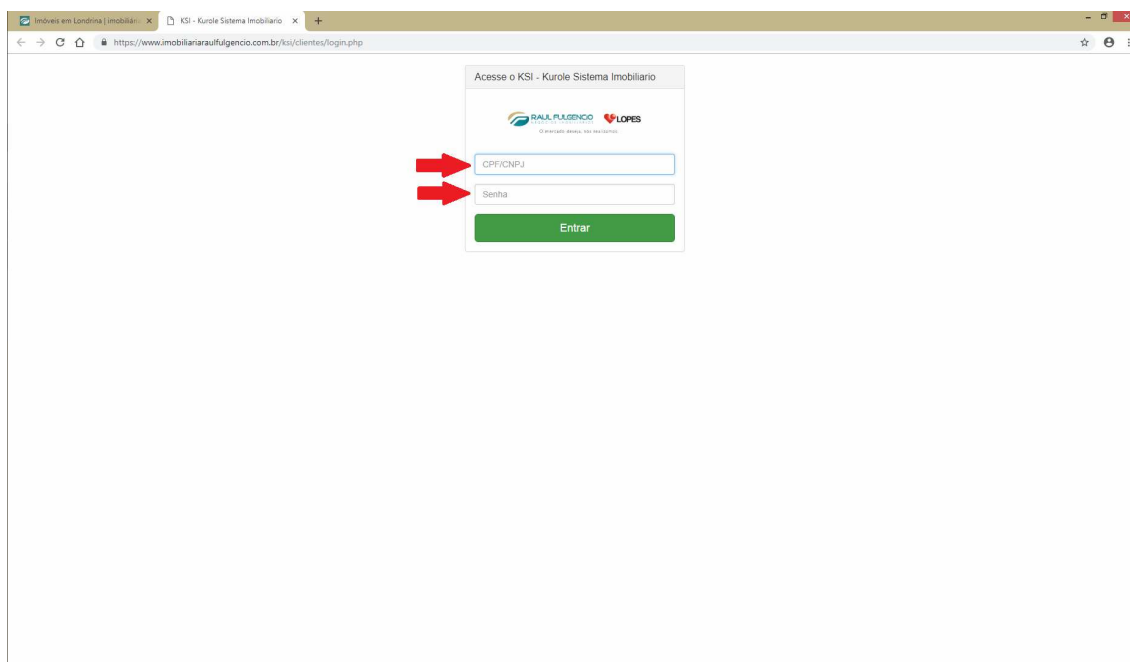 Imóveis em Londrina | imobiliári
KSI - Kurole Sistema Imobiliario
https://www.imobiliariaraulfulgencio.com.br/ksi/clientes/login.php
Acesse o KSI - Kurole Sistema Imobiliario
RAUL FULGENCIO
LOPES
CPF/CNPJ
Senha
Entrar